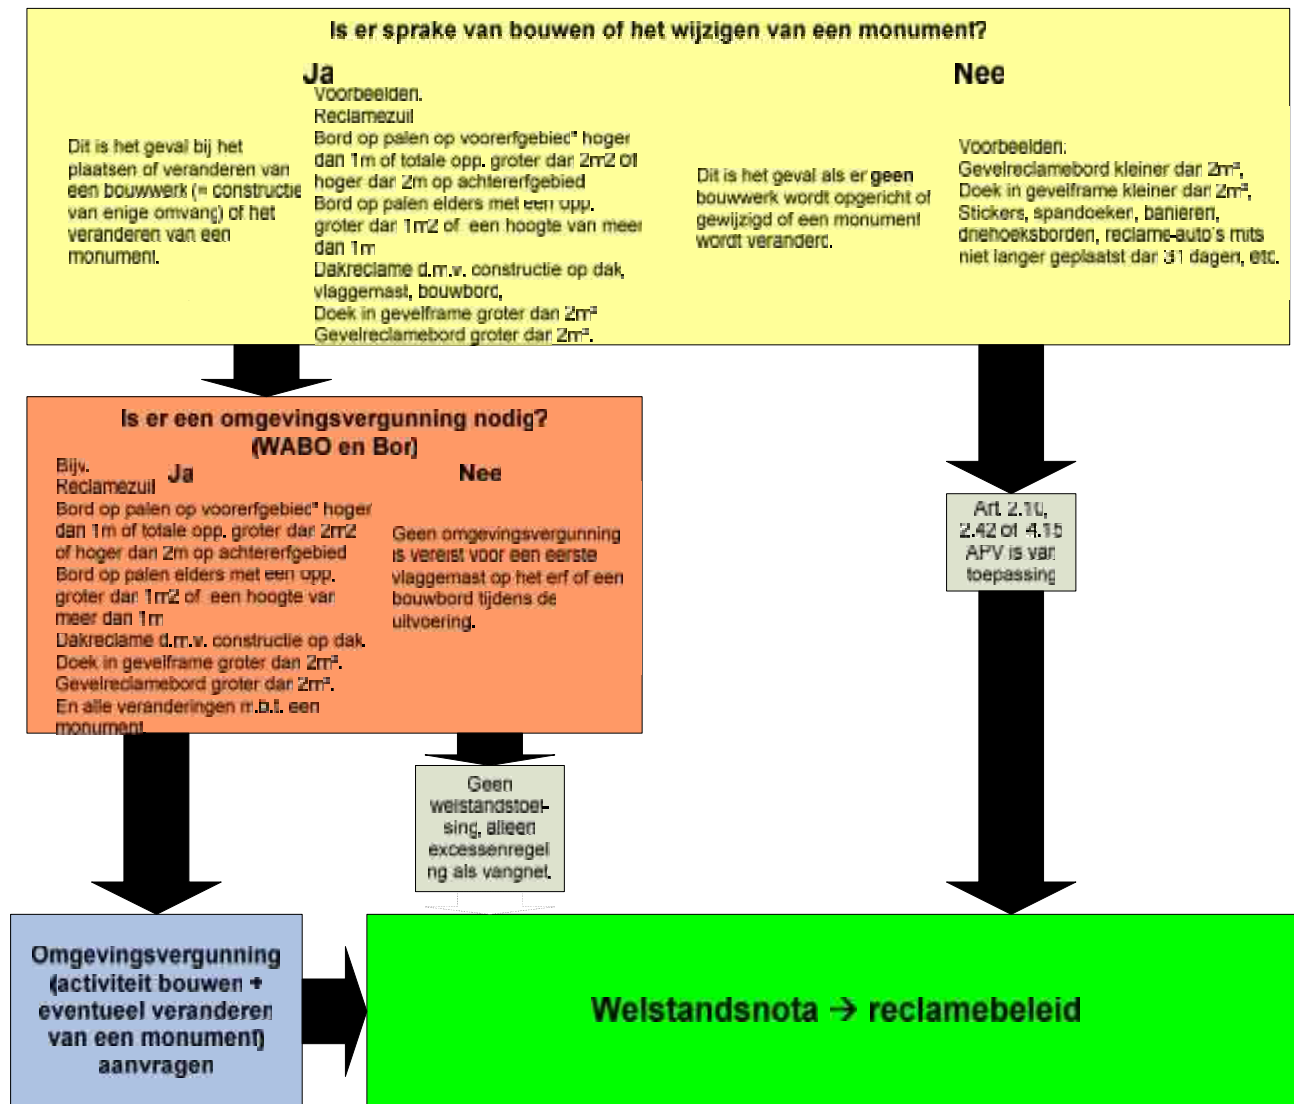 Is er sprake van bouwen of het wijzigen van een monument?
Ja
Dit is het geval bij het
plaatsen of veranderen van
een bouwwerk (= constructie
van enige omvang) of het
veranderen van een
monument.
Voorbeelden:
Reclamezuil
Bord op palen op voorerfgebied* hoger
dan 1m of totale opp. groter dan 2m2 of
hoger dan 2m op achtererfgebied
Bord op palen elders met een opp.
groter dan 1m2 of een hoogte van meer
dan 1m
Dakreclame d.m.v. constructie op dak,
vlaggemast, bouwbord,
Doek in gevelframe groter dan 2m²
Gevelreclamebord groter dan 2m².
Nee
Dit is het geval als er geen
bouwwerk wordt opgericht of
gewijzigd of een monument
wordt veranderd.
Voorbeelden:
Gevelreclamebord kleiner dan 2m²,
Doek in gevelframe kleiner dan 2m²,
Stickers, spandoeken, banieren,
driehoeksborden, reclame-auto's mits
niet langer geplaatst dan 31 dagen, etc.
Is er een omgevingsvergunning nodig?
(WABO en Bor)
Ja
Bijv.
Reclamezuil
Bord op palen op voorerfgebied* hoger
dan 1m of totale opp. groter dan 2m2
of hoger dan 2m op achtererfgebied
Bord op palen elders met een opp.
groter dan 1m2 of een hoogte van
meer dan 1m
Dakreclame d.m.v. constructie op dak.
Doek in gevelframe groter dan 2m².
Gevelreclamebord groter dan 2m².
En alle veranderingen m.b.t. een
monument.
Nee
Geen omgevingsvergunning
is vereist voor een eerste
vlaggemast op het erf of een
bouwbord tijdens de
uitvoering.
Art. 2.10,
2.42 of 4.15
APV is van
toepassing
Geen
welstandstoet-
sing, alleen
excessenregel
ng als vangnet.
Omgevingsvergunning
(activiteit bouwen +
eventueel veranderen
van een monument)
aanvragen
Welstandsnota → reclamebeleid